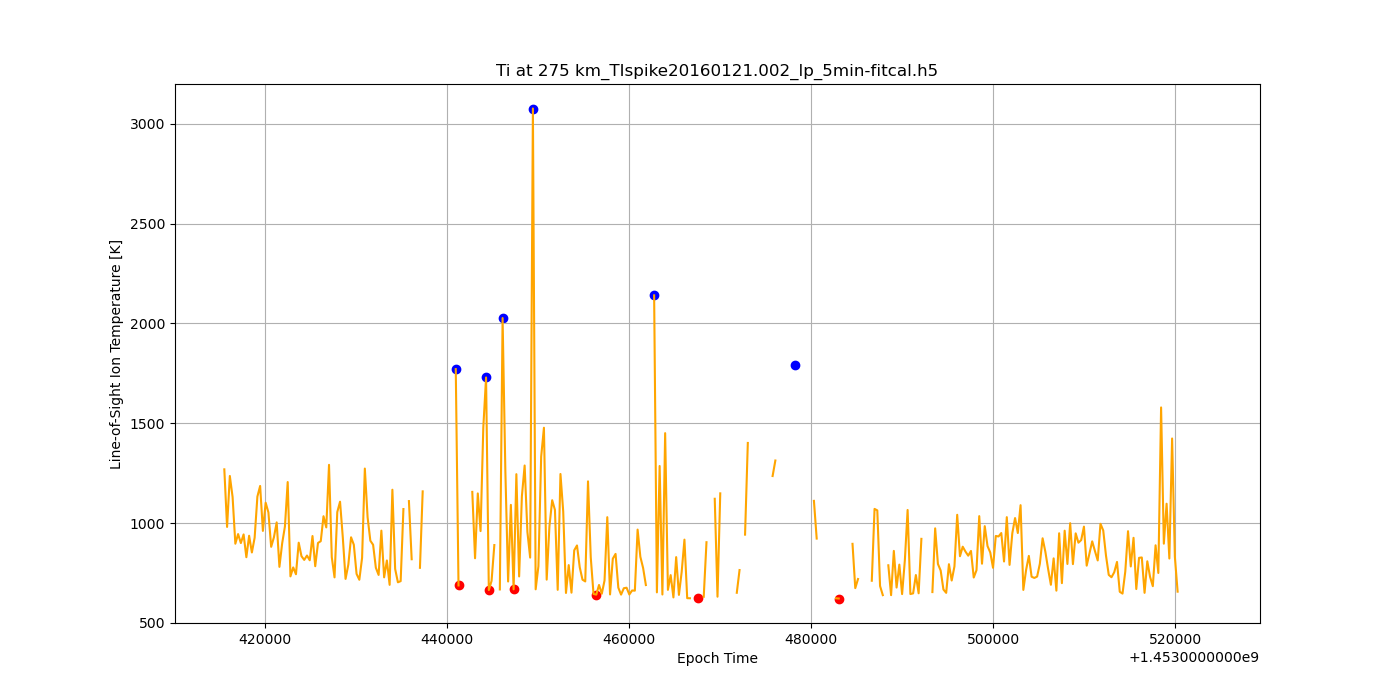 Ti at 275 km_TIspike20160121.002_lp_5min-fitcal.h5
Line-of-Sight Ion Temperature [K]
3000
2500
2000
1500
1000
500
420000 440000 460000 480000 500000 520000
Epoch Time
+1.4530000000e9